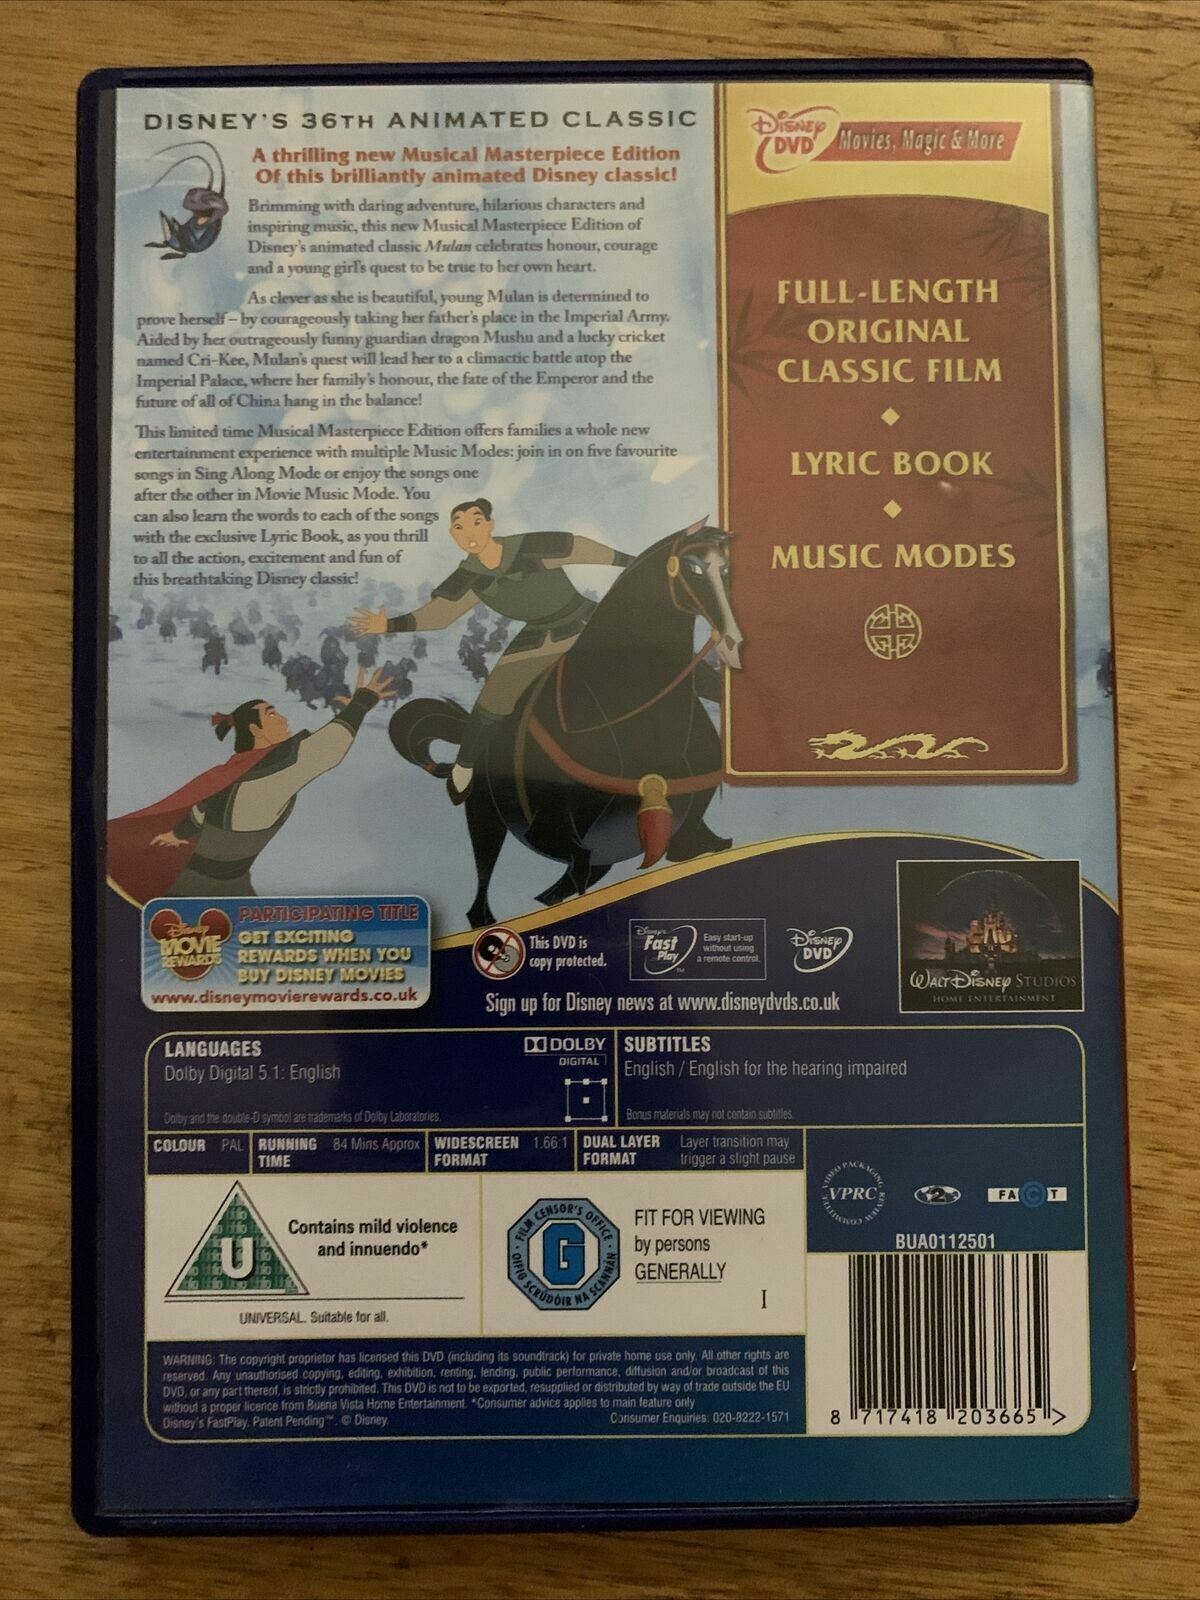 DISNEY'S 36TH ANIMATED CLASSIC
A thrilling new Musical Masterpiece Edition
Of this brilliantly animated Disney classic!
Brimming with daring adventure, hilarious characters and
inspiring music, this new Musical Masterpiece Edition of
Disney's animated classic Mulan celebrates honour, courage
and a young girl's quest to be true to her own heart.
As clever as she is beautiful, young Mulan is determined to
prove herself – by courageously taking her father's place in the Imperial Army.
Aided by her outrageously funny guardian dragon Mushu and a lucky cricket
named Cri-Kee, Mulan's quest will lead her to a climactic battle atop the
Imperial Palace, where her family's honour, the fate of the Emperor and the
future of all of China hang in the balance!
This limited time Musical Masterpiece Edition offers families a whole new
entertainment experience with multiple Music Modes: join in on five favourite
songs in Sing Along Mode or enjoy the songs one
after the other in Movie Music Mode. You
can also learn the words to each of the songs
with the exclusive Lyric Book, as you thrill
to all the action, excitement and fun of
this breathtaking Disney classic!
Disney DVD Movies, Magic & More
FULL-LENGTH
ORIGINAL
CLASSIC FILM
LYRIC BOOK
MUSIC MODES
Disney
MOVIE
REWARDS
PARTICIPATING TITLE
GET EXCITING
REWARDS WHEN YOU
BUY DISNEY MOVIES
www.disneymovierewards.co.uk
This DVD is
copy protected.
Disney's
Fast
Play
TM
Easy start-up
without using
a remote control.
Disney
DVD
Sign up for Disney news at www.disneydvds.co.uk
WALT DISNEY STUDIOS
HOME ENTERTAINMENT
LANGUAGES
Dolby Digital 5.1: English
Dolby and the double-D symbol are trademarks of Dolby Laboratories.
DOLBY
DIGITAL
SUBTITLES
English / English for the hearing impaired
Bonus materials may not contain subtitles.
COLOUR PAL
RUNNING TIME 84 Mins Approx
WIDESCREEN FORMAT 1.66:1
DUAL LAYER FORMAT Layer transition may
trigger a slight pause
U
Contains mild violence
and innuendo*
UNIVERSAL. Suitable for all.
FILM CENSOR'S OFFICE
G
OIFIG SCRÚDÓIR NA SCANNÁN
FIT FOR VIEWING
by persons
GENERALLY
I
VIDEO PACKAGING REVIEW COMMITTEE
VPRC
2
FACT
BUA0112501
8 717418 203665 >
WARNING: The copyright proprietor has licensed this DVD (including its soundtrack) for private home use only. All other rights are
reserved. Any unauthorised copying, editing, exhibition, renting, lending, public performance, diffusion and/or broadcast of this
DVD, or any part thereof, is strictly prohibited. This DVD is not to be exported, resupplied or distributed by way of trade outside the EU
without a proper licence from Buena Vista Home Entertainment. *Consumer advice applies to main feature only
Disney's FastPlay. Patent Pending™. © Disney.
Consumer Enquiries: 020-8222-1571